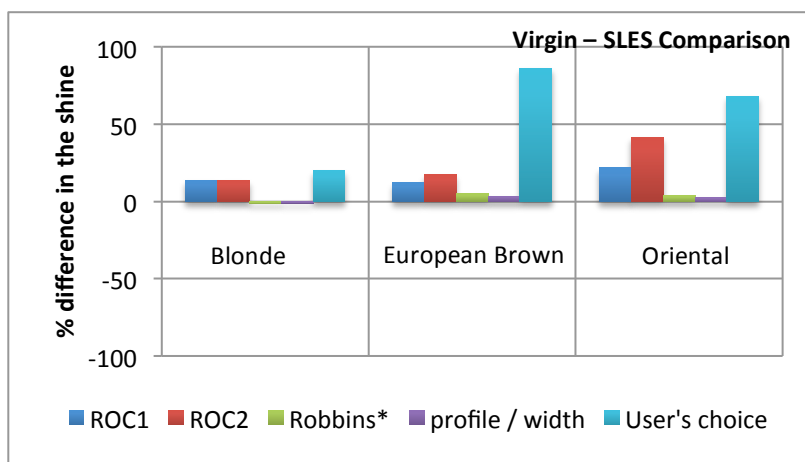 Virgin – SLES Comparison
% difference in the shine
100
50
0
-50
-100
Blonde
European Brown
Oriental
ROC1
ROC2
Robbins*
profile / width
User's choice